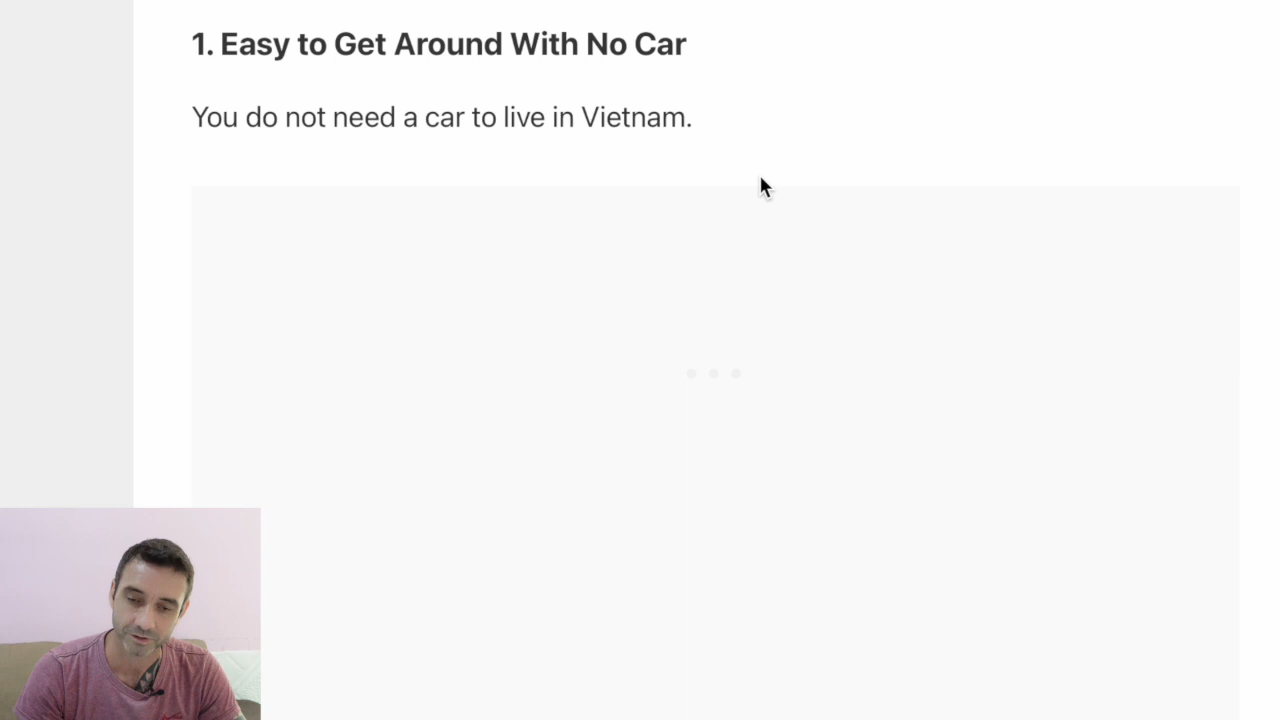 1. Easy to Get Around With No Car
You do not need a car to live in Vietnam.